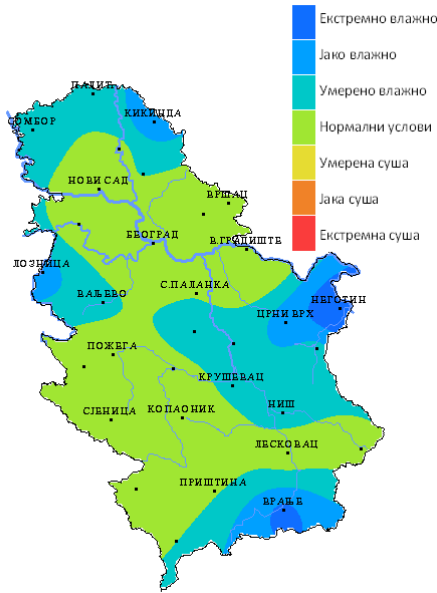 Екстремно влажно
Јако влажно
Умерено влажно
Нормални услови
Умерена суша
Јака суша
Екстремна суша
ПАЛИЋ
КИКИНДА
СОМБОР
НОВИ САД
ВРШАЦ
БЕОГРАД
В.ГРАДИШТЕ
ЛОЗНИЦА
ВАЉЕВО
С.ПАЛАНКА
НЕГОТИН
ЦРНИ ВРХ
ПОЖЕГА
КРУШЕВАЦ
СЈЕНИЦА
КОПАОНИК
НИШ
ЛЕСКОВАЦ
ПРИШТИНА
ВРАЊЕ